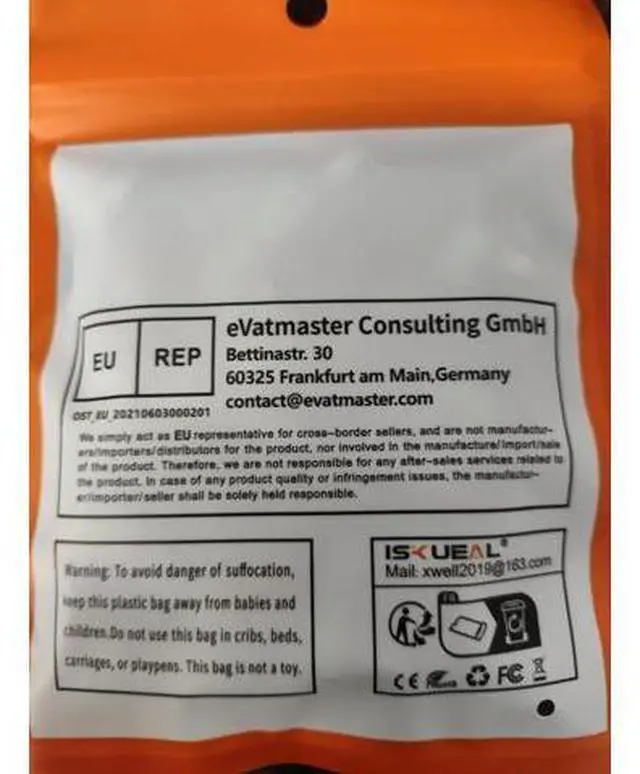 EU REP
eVatmaster Consulting GmbH
Bettinastr. 30
60325 Frankfurt am Main,Germany
contact@evatmaster.com
OST_EU_20210603000201
We simply act as EU representative for cross-border sellers, and are not manufactur-
ers/importers/distributors for the product, nor involved in the manufacture/import/sale
of the product. Therefore, we are not responsible for any after-sales services related to
the product. In case of any product quality or infringement issues, the manufactur-
er/importer/seller shall be solely held responsible.
Warning: To avoid danger of suffocation,
keep this plastic bag away from babies and
children.Do not use this bag in cribs, beds,
carriages, or playpens. This bag is not a toy.
ISKUEAL®
Mail: xwell2019@163.com
CE FC